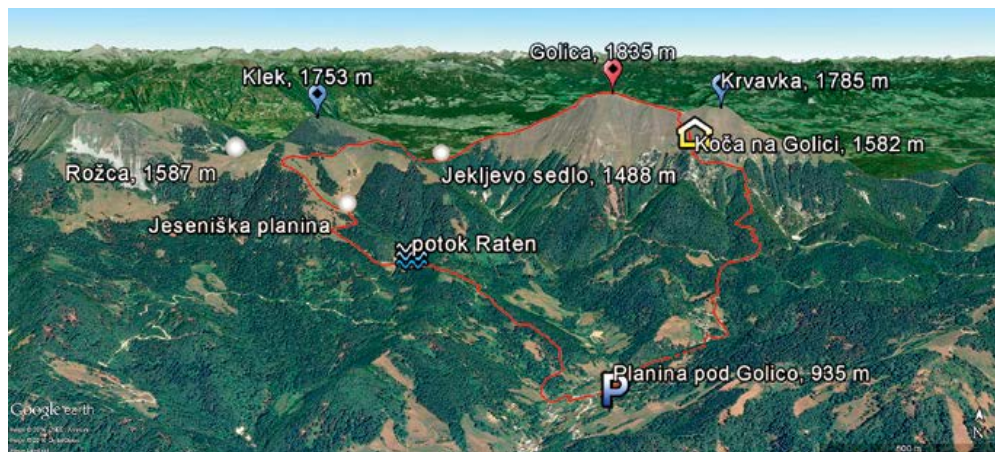 Golica, 1835 m
Klek, 1753 m
Krvavka, 1785 m
Koča na Golici, 1582 m
Rožca, 1587 m
Jekljevo sedlo, 1488 m
Jeseniška planina
potok Raten
Planina pod Golico, 935 m
P
Google earth
N